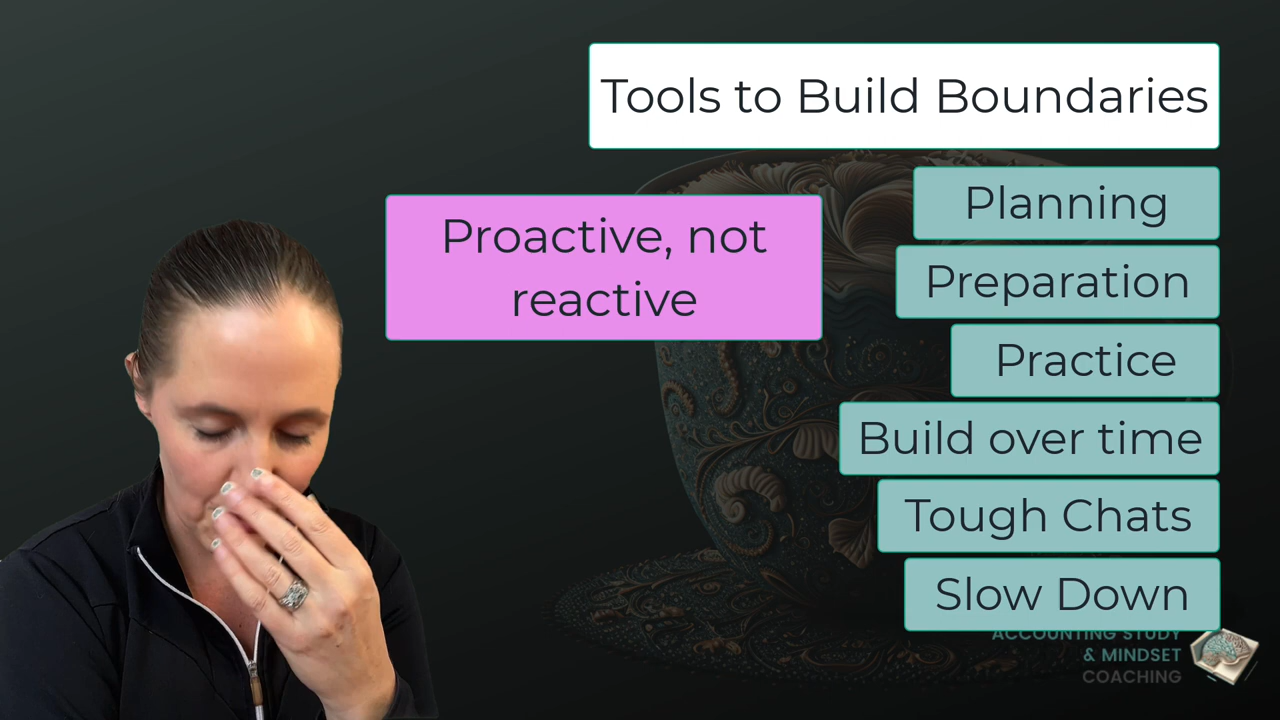 Tools to Build Boundaries
Proactive, not
reactive
Planning
Preparation
Practice
Build over time
Tough Chats
Slow Down
ACCOUNTING STUDY
& MINDSET
COACHING